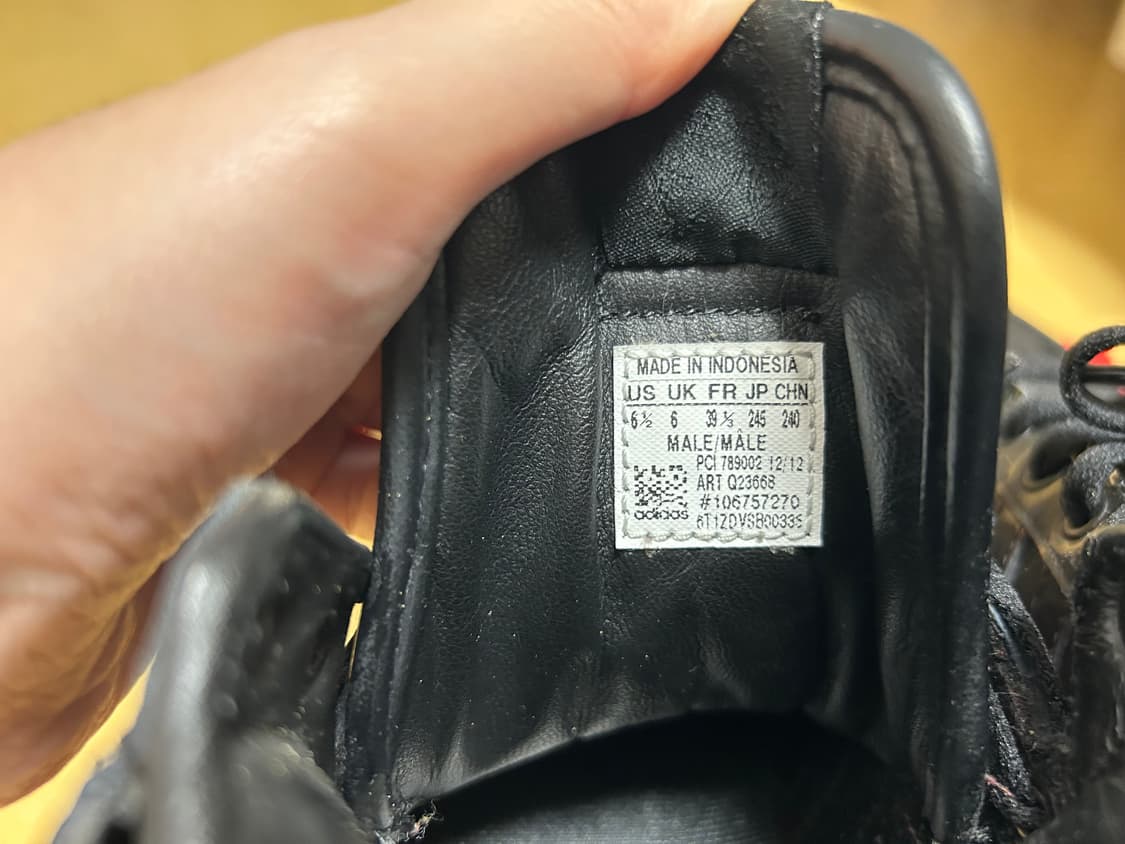 MADE IN INDONESIA
US UK FR JP CHN
6½ 6 39⅓ 245 240
MALE/MÂLE
PCI 789002 12/12
ART Q23668
#106757270
adidas